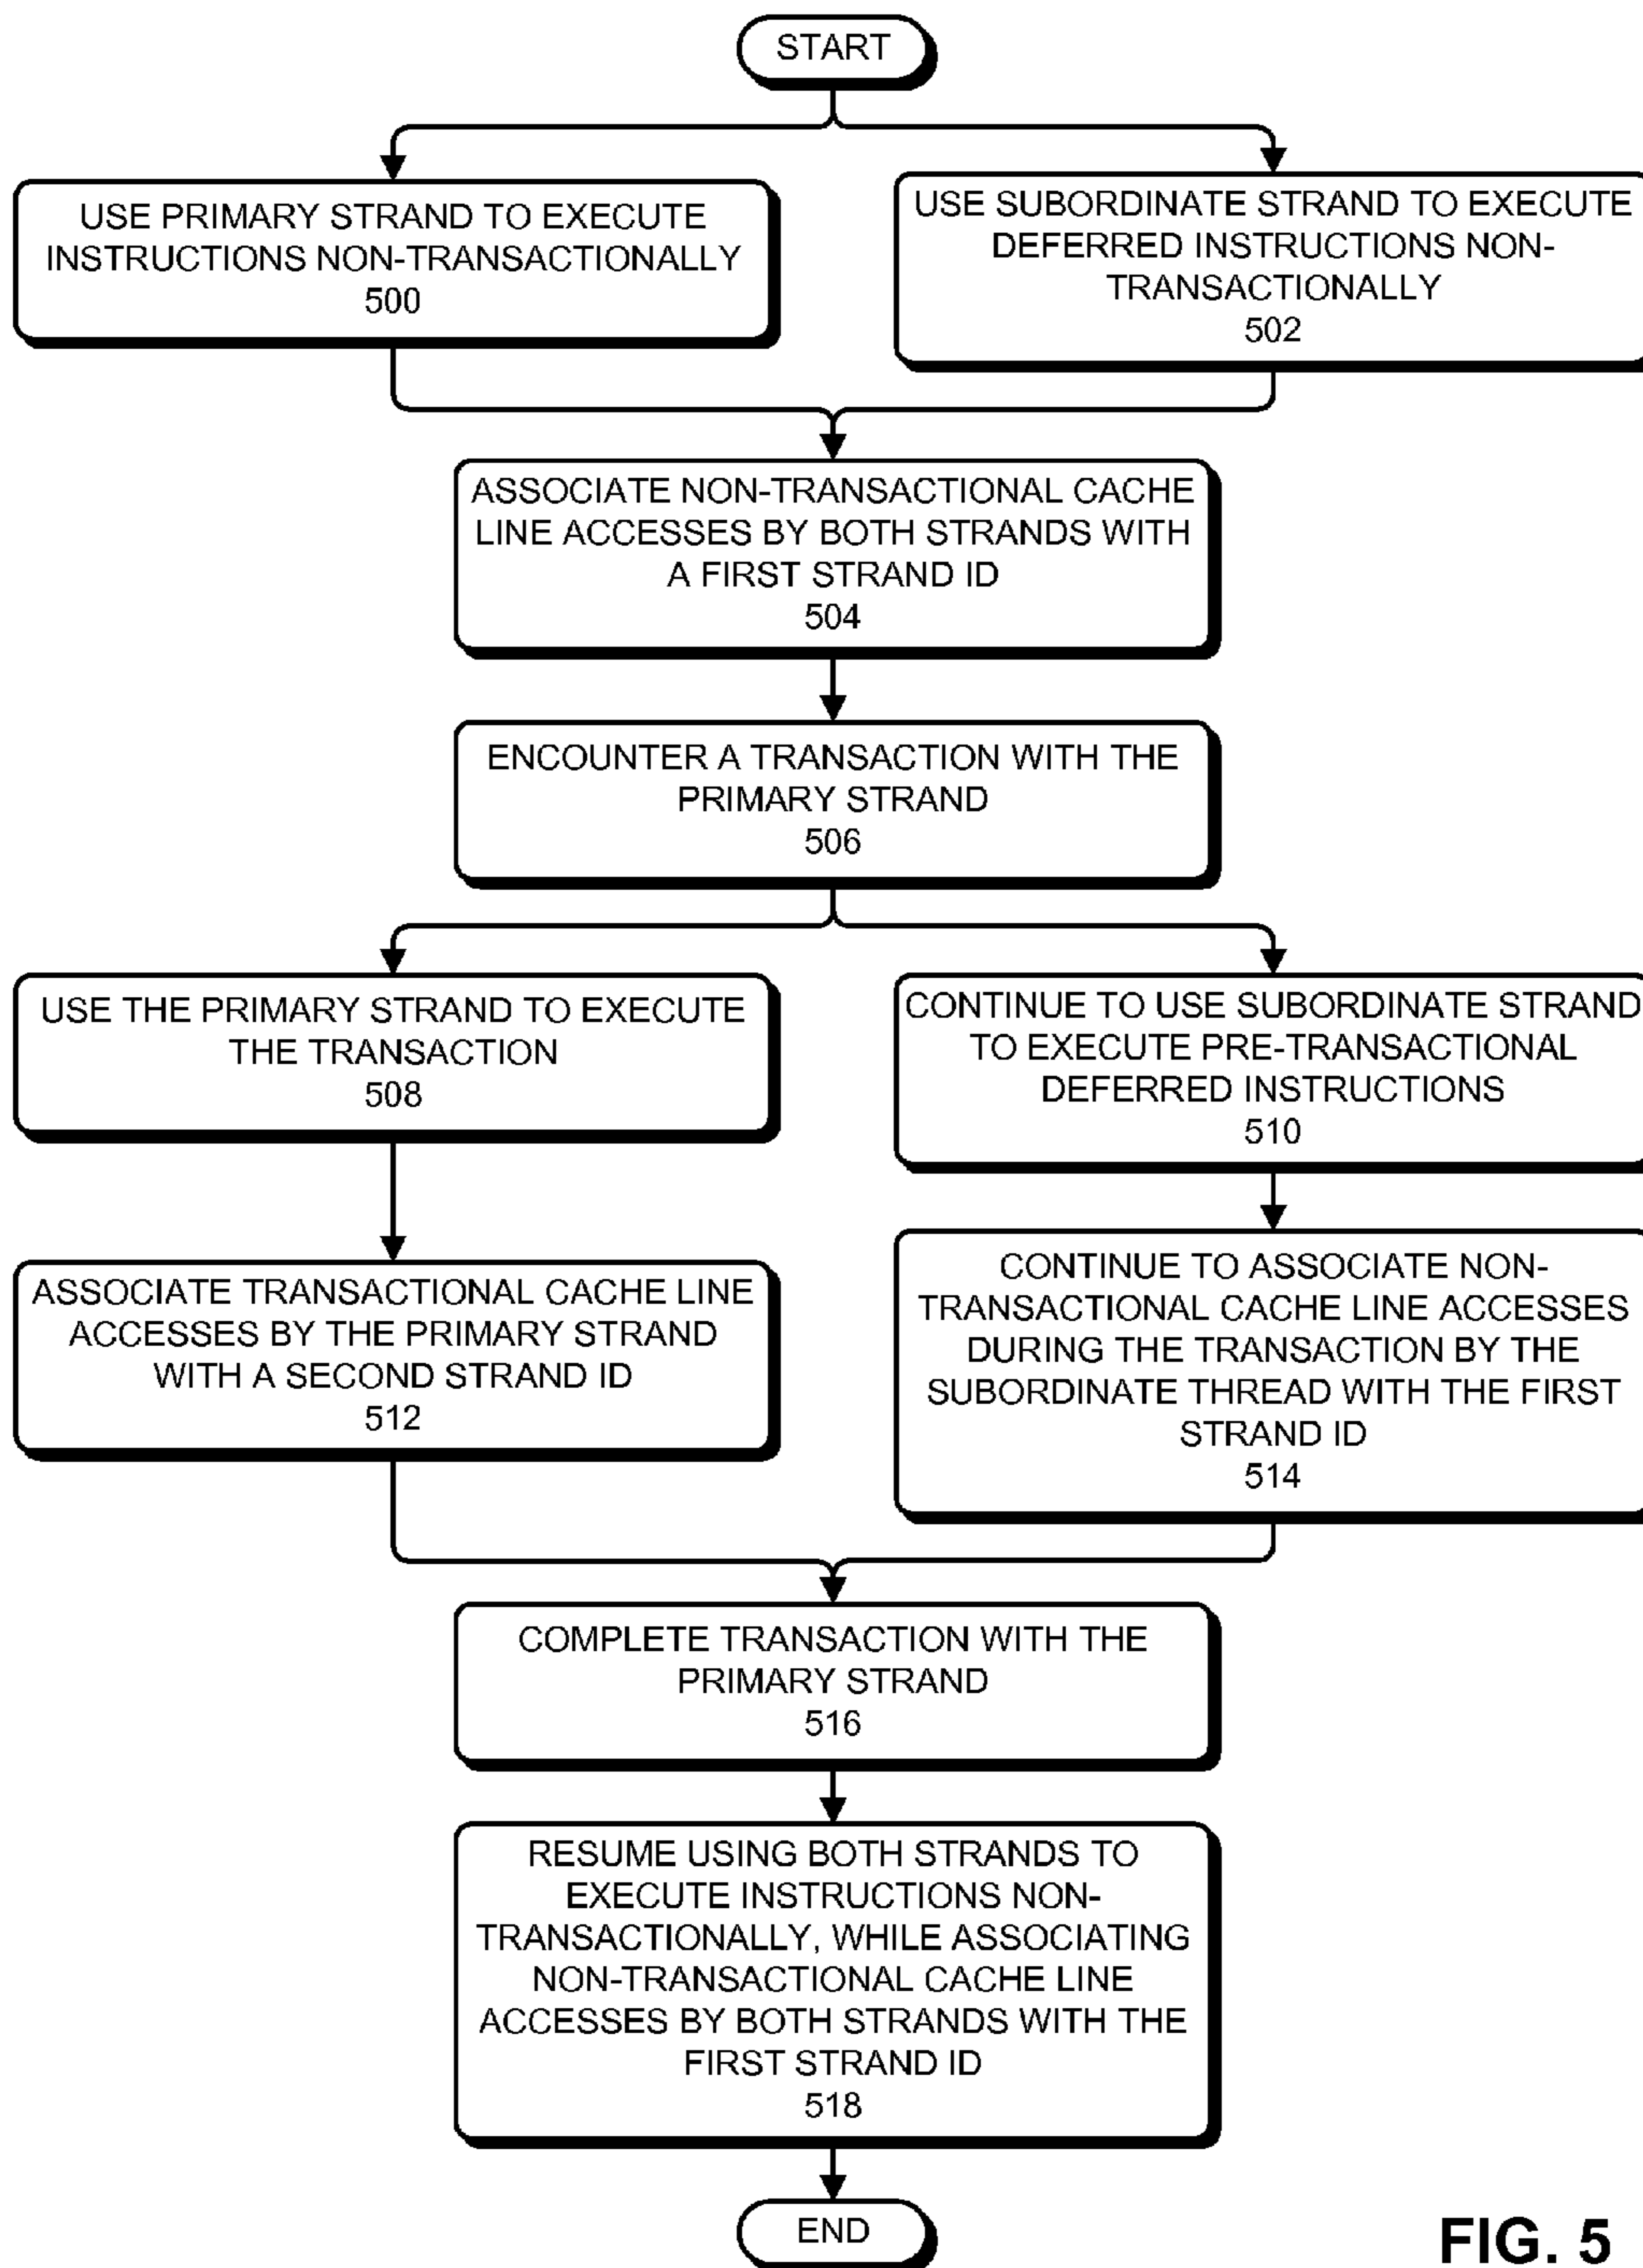 START
USE PRIMARY STRAND TO EXECUTE
INSTRUCTIONS NON-TRANSACTIONALLY
500
USE SUBORDINATE STRAND TO EXECUTE
DEFERRED INSTRUCTIONS NON-
TRANSACTIONALLY
502
ASSOCIATE NON-TRANSACTIONAL CACHE
LINE ACCESSES BY BOTH STRANDS WITH
A FIRST STRAND ID
504
ENCOUNTER A TRANSACTION WITH THE
PRIMARY STRAND
506
USE THE PRIMARY STRAND TO EXECUTE
THE TRANSACTION
508
CONTINUE TO USE SUBORDINATE STRAND
TO EXECUTE PRE-TRANSACTIONAL
DEFERRED INSTRUCTIONS
510
ASSOCIATE TRANSACTIONAL CACHE LINE
ACCESSES BY THE PRIMARY STRAND
WITH A SECOND STRAND ID
512
CONTINUE TO ASSOCIATE NON-
TRANSACTIONAL CACHE LINE ACCESSES
DURING THE TRANSACTION BY THE
SUBORDINATE THREAD WITH THE FIRST
STRAND ID
514
COMPLETE TRANSACTION WITH THE
PRIMARY STRAND
516
RESUME USING BOTH STRANDS TO
EXECUTE INSTRUCTIONS NON-
TRANSACTIONALLY, WHILE ASSOCIATING
NON-TRANSACTIONAL CACHE LINE
ACCESSES BY BOTH STRANDS WITH THE
FIRST STRAND ID
518
END
FIG. 5